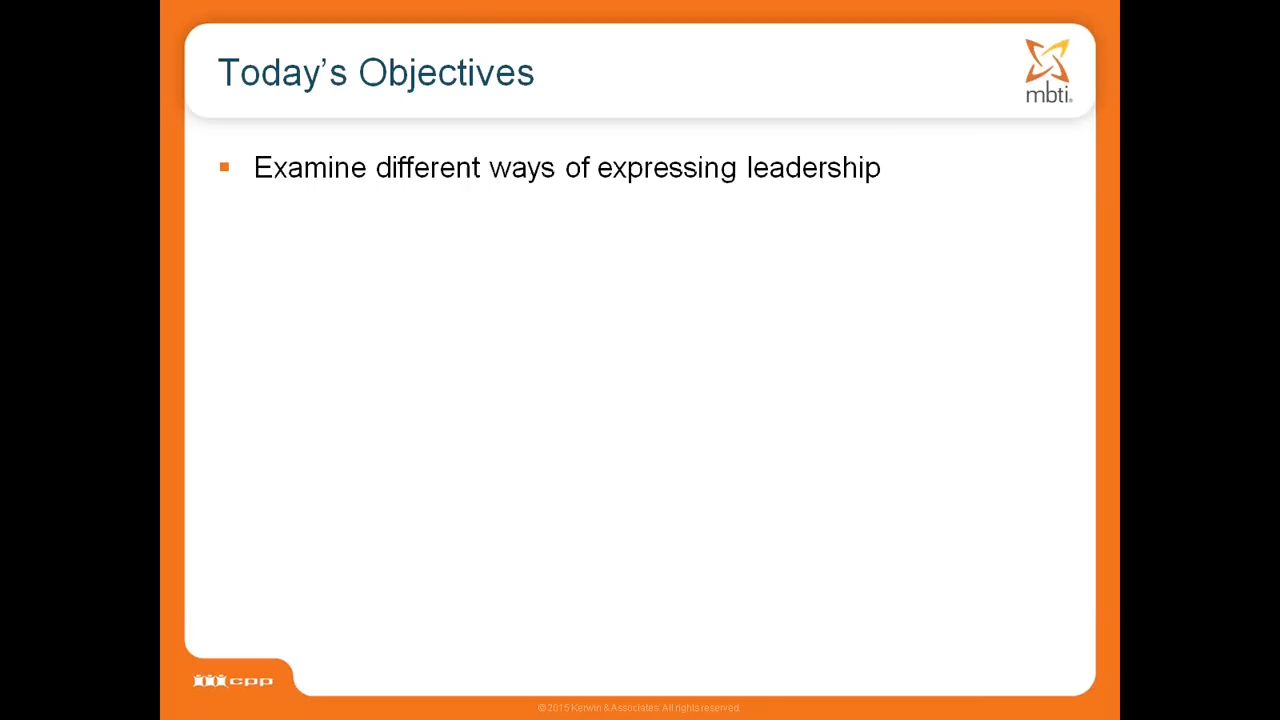 Today's Objectives
mbti®
Examine different ways of expressing leadership
cpp
© 2015 Kerwin & Associates. All rights reserved.